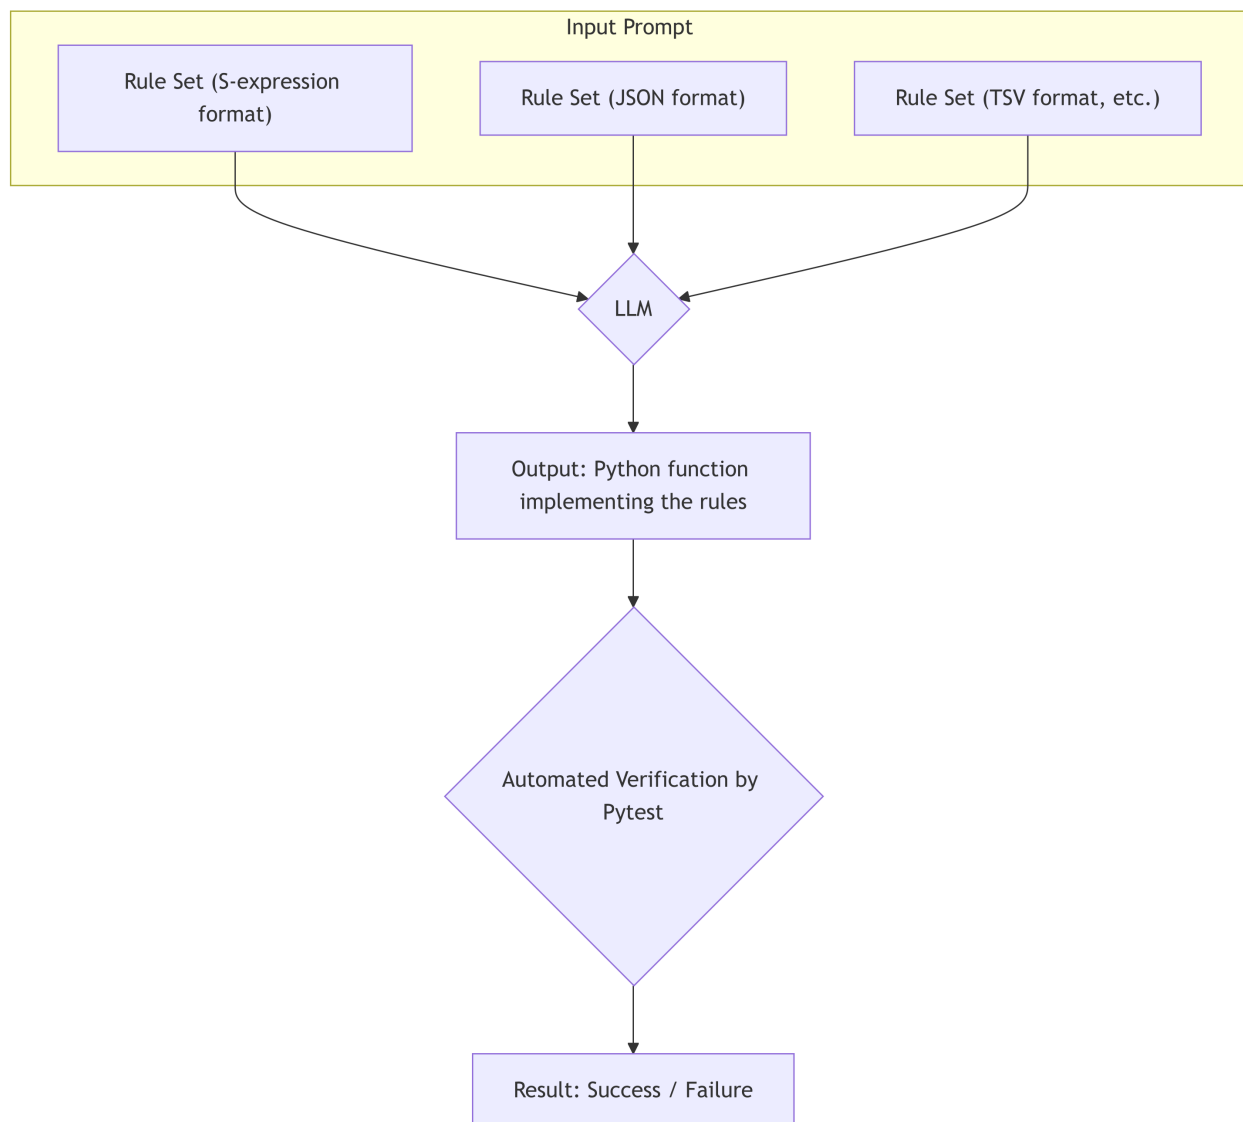 Input Prompt
Rule Set (S-expression
format)
Rule Set (JSON format)
Rule Set (TSV format, etc.)
LLM
Output: Python function
implementing the rules
Automated Verification by
Pytest
Result: Success / Failure